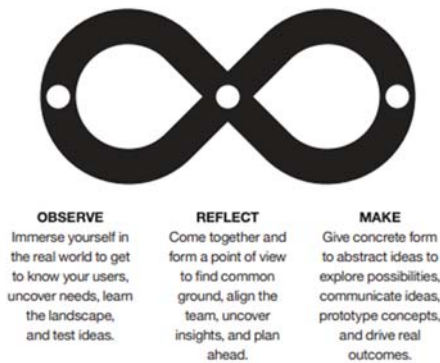 OBSERVE
Immerse yourself in
the real world to get
to know your users,
uncover needs, learn
the landscape,
and test ideas.
REFLECT
Come together and
form a point of view
to find common
ground, align the
team, uncover
insights, and plan
ahead.
MAKE
Give concrete form
to abstract ideas to
explore possibilities,
communicate ideas,
prototype concepts,
and drive real
outcomes.